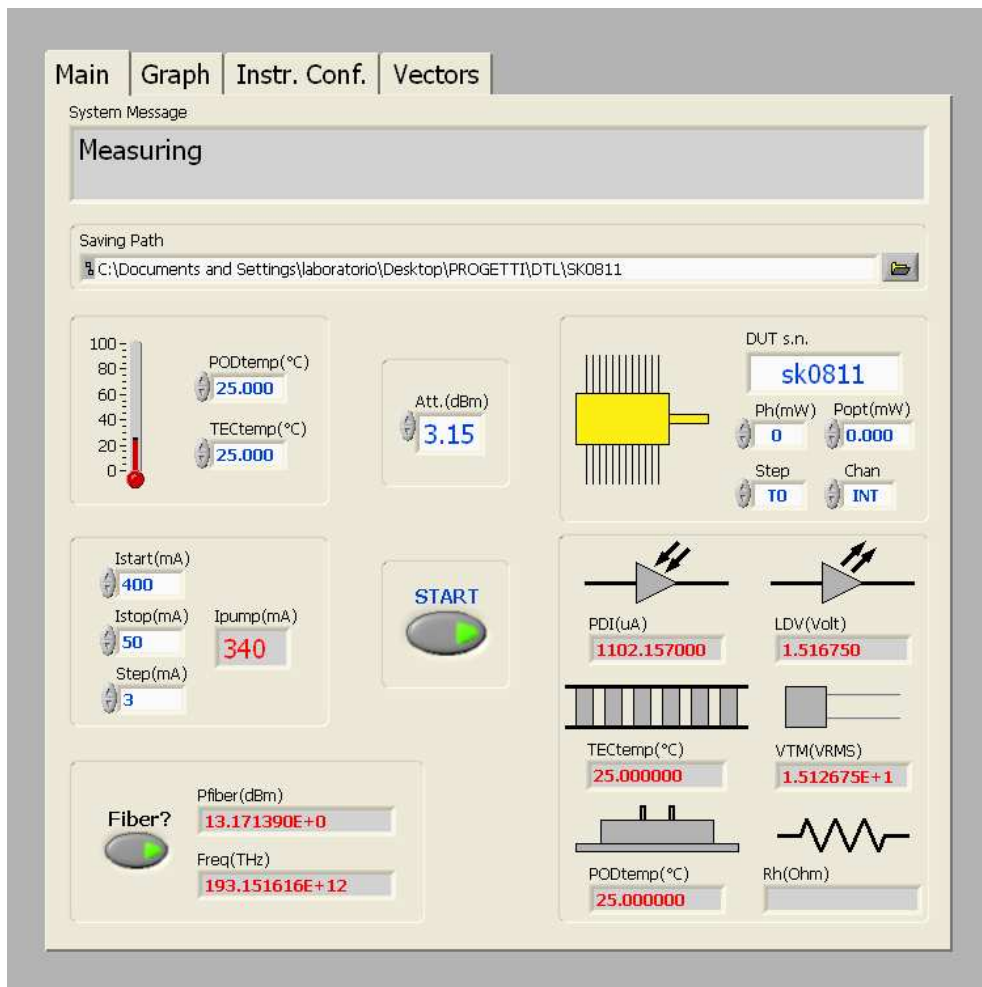 Main Graph Instr. Conf. Vectors
System Message
Measuring
Saving Path
C:\Documents and Settings\laboratorio\Desktop\PROGETTI\DTL\SK0811
100
80
60
40
20
0
PODtemp(°C)
25.000
TECtemp(°C)
25.000
Att.(dBm)
3.15
DUT s.n.
sk0811
Ph(mW) Popt(mW)
0 0.000
Step Chan
T0 INT
Istart(mA)
400
Istop(mA)
50
Step(mA)
3
Ipump(mA)
340
START
PDI(uA) LDV(Volt)
1102.157000 1.516750
TECtemp(°C) VTM(VRMS)
25.000000 1.512675E+1
PODtemp(°C) Rh(Ohm)
25.000000
Fiber?
Pfiber(dBm)
13.171390E+0
Freq(THz)
193.151616E+12